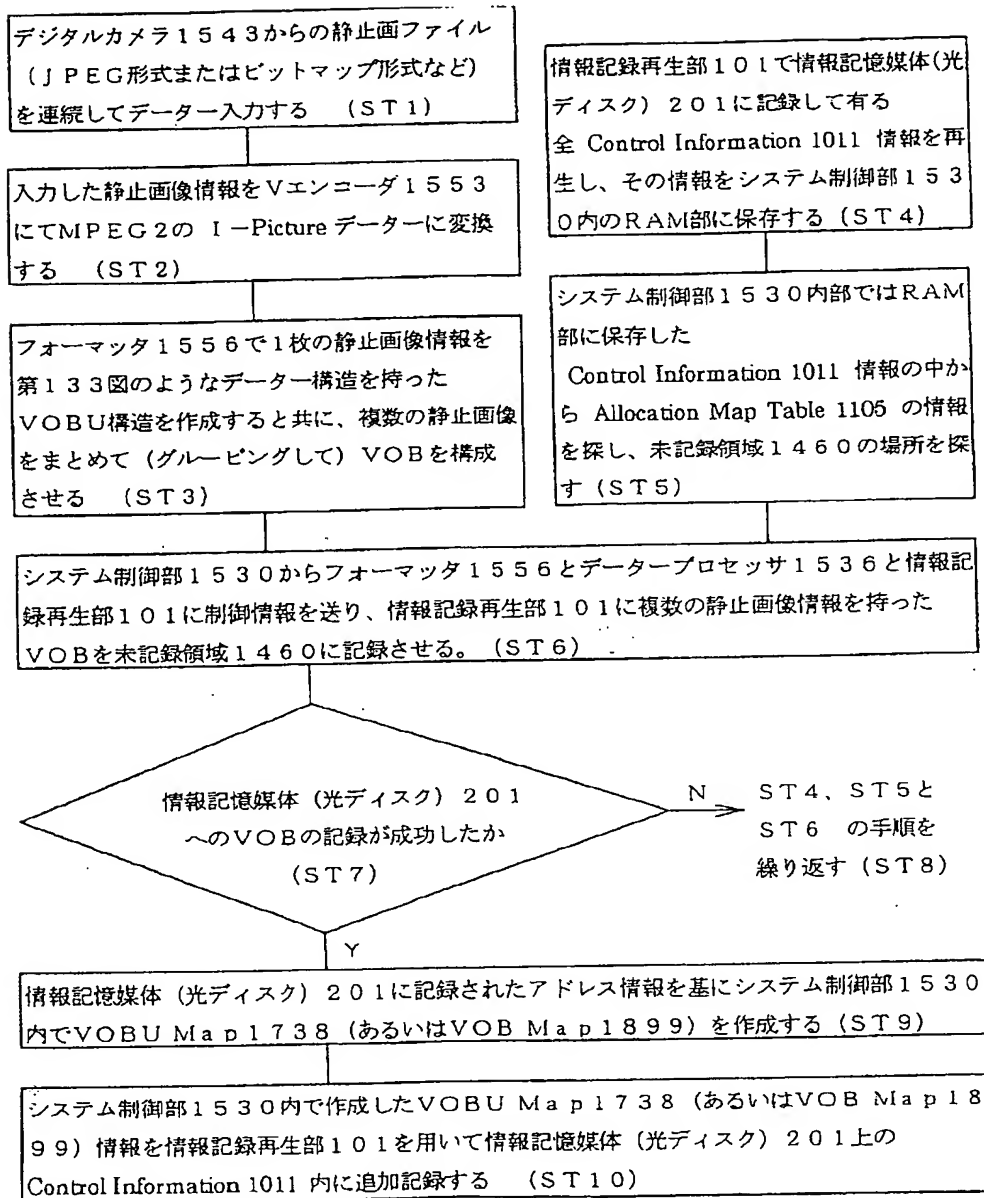 デジタルカメラ1543からの静止画ファイル
(JPEG形式またはビットマップ形式など)
を連続してデーター入力する (ST1)
入力した静止画像情報をVエンコーダ1553
にてMPEG2の I-Picture データーに変換
する (ST2)
フォーマッタ1556で1枚の静止画像情報を
第133図のようなデーター構造を持った
VOBU構造を作成すると共に、複数の静止画像
をまとめて (グルーピングして) VOBを構成
させる (ST3)
情報記録再生部101で情報記憶媒体(光
ディスク) 201に記録して有る
全 Control Information 1011 情報を再
生し、その情報をシステム制御部153
0内のRAM部に保存する (ST4)
システム制御部1530内部ではRAM
部に保存した
Control Information 1011 情報の中か
ら Allocation Map Table 1105 の情報
を探し、未記録領域1460の場所を探
す (ST5)
システム制御部1530からフォーマッタ1556とデータープロセッサ1536と情報記
録再生部101に制御情報を送り、情報記録再生部101に複数の静止画像情報を持った
VOBを未記録領域1460に記録させる。 (ST6)
情報記憶媒体 (光ディスク) 201
へのVOBの記録が成功したか
(ST7)
N
ST4、ST5と
ST6 の手順を
繰り返す (ST8)
Y
情報記憶媒体 (光ディスク) 201に記録されたアドレス情報を基にシステム制御部1530
内でVOBU Map1738 (あるいはVOB Map1899) を作成する (ST9)
システム制御部1530内で作成したVOBU Map1738 (あるいはVOB Map18
99) 情報を情報記録再生部101を用いて情報記憶媒体 (光ディスク) 201上の
Control Information 1011 内に追加記録する (ST10)